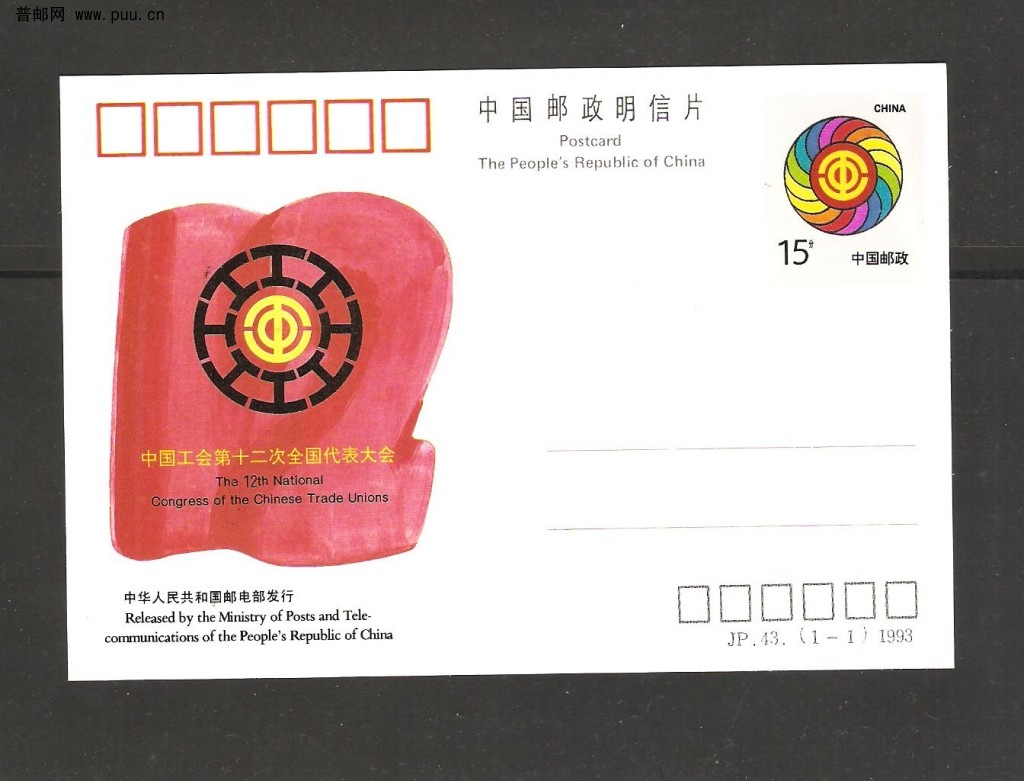 普邮网 www.puu.cn
中国邮政明信片
Postcard
The People's Republic of China
CHINA
15分
中国邮政
中国工会第十二次全国代表大会
The 12th National
Congress of the Chinese Trade Unions
中华人民共和国邮电部发行
Released by the Ministry of Posts and Tele-
communications of the People's Republic of China
JP.43.(1-1)1993